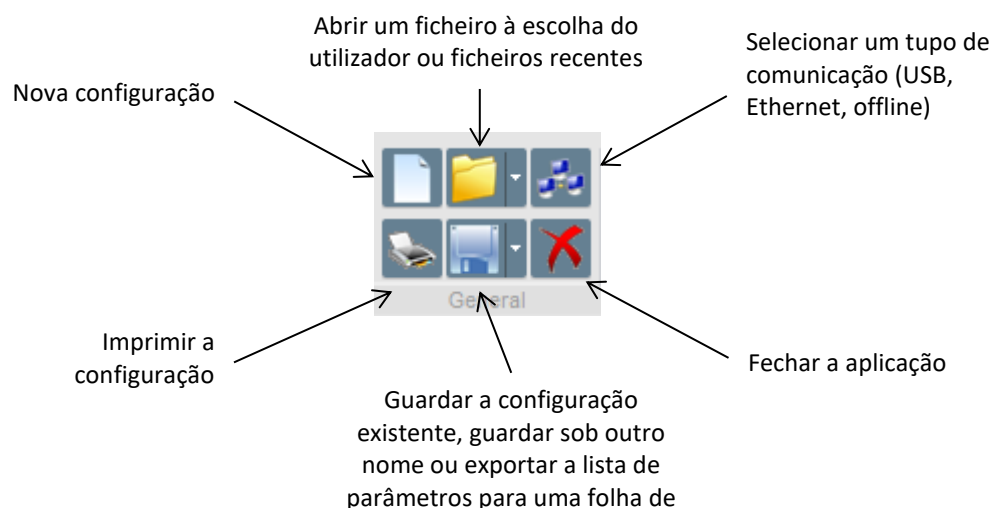 Abrir um ficheiro à escolha do
utilizador ou ficheiros recentes
Selecionar um tupo de
comunicação (USB,
Ethernet, offline)
Nova configuração
General
Imprimir a
configuração
Fechar a aplicação
Guardar a configuração
existente, guardar sob outro
nome ou exportar a lista de
parâmetros para uma folha de